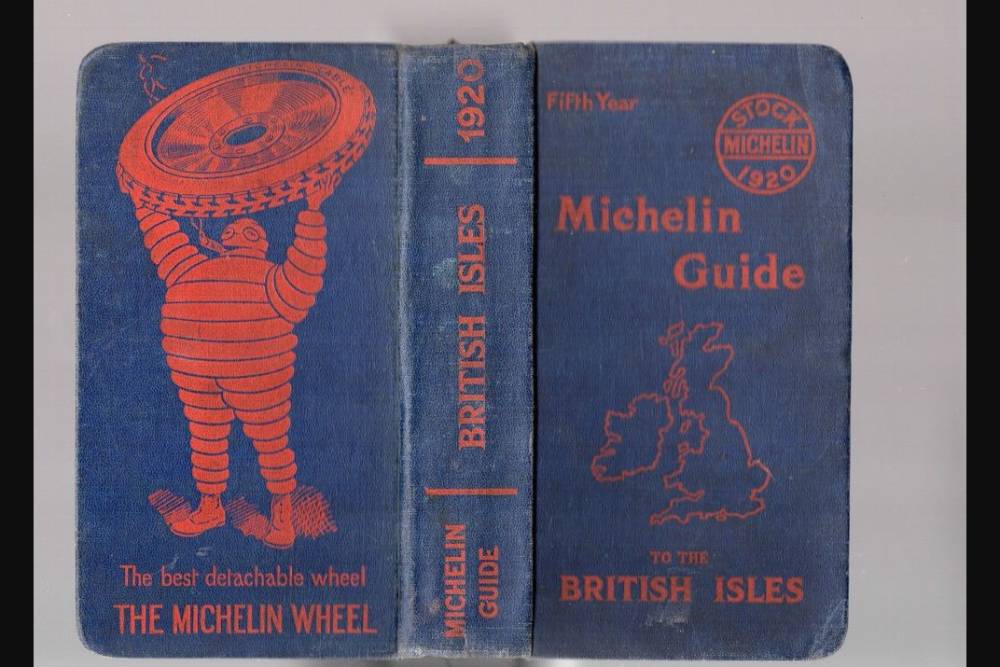 The best detachable wheel
THE MICHELIN WHEEL
MICHELIN
GUIDE
BRITISH ISLES
1920
Fifth Year
STOCK
MICHELIN
1920
Michelin
Guide
TO THE
BRITISH ISLES